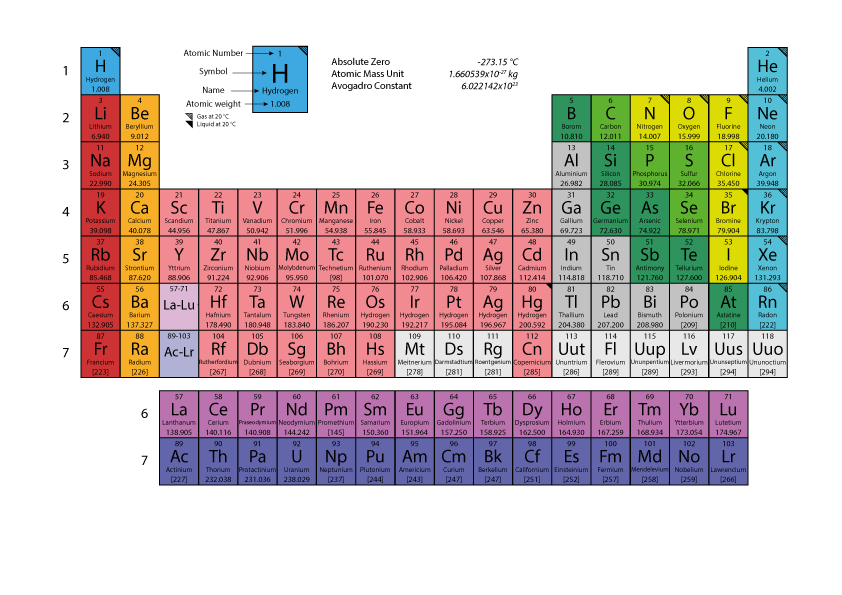 1 2
H He
Hydrogen Helium
1.008 4.002
1
Atomic Number 1
Symbol H
Name Hydrogen
Atomic weight 1.008
Gas at 20 °C
Liquid at 20 °C
Absolute Zero -273.15 °C
Atomic Mass Unit 1.660539x10⁻²⁷ kg
Avogadro Constant 6.022142x10²³
3 4 5 6 7 8 9 10
2 Li Be B C N O F Ne
Lithium Beryllium Borom Carbon Nitrogen Oxygen Fluorine Neon
6.940 9.012 10.810 12.011 14.007 15.999 18.998 20.180
11 12 13 14 15 16 17 18
3 Na Mg Al Si P S Cl Ar
Sodium Magnesium Aluminium Silicon Phosphorus Sulfur Chlorine Argon
22.990 24.305 26.982 28.085 30.974 32.066 35.450 39.948
19 20 21 22 23 24 25 26 27 28 29 30 31 32 33 34 35 36
4 K Ca Sc Ti V Cr Mn Fe Co Ni Cu Zn Ga Ge As Se Br Kr
Potassium Calcium Scandium Titanium Vanadium Chromium Manganese Iron Cobalt Nickel Copper Zinc Gallium Germanium Arsenic Selenium Bromine Krypton
39.098 40.078 44.956 47.867 50.942 51.996 54.938 55.845 58.933 58.693 63.546 65.380 69.723 72.630 74.922 78.971 79.904 83.798
37 38 39 40 41 42 43 44 45 46 47 48 49 50 51 52 53 54
5 Rb Sr Y Zr Nb Mo Tc Ru Rh Pd Ag Cd In Sn Sb Te I Xe
Rubidium Strontium Yttrium Zirconium Niobium Molybdenum Technetium Ruthenium Rhodium Palladium Silver Cadmium Indium Tin Antimony Tellurium Iodine Xenon
85.468 87.620 88.906 91.224 92.906 95.950 [98] 101.070 102.906 106.420 107.868 112.414 114.818 118.710 121.760 127.600 126.904 131.293
55 56 57-71 72 73 74 75 76 77 78 79 80 81 82 83 84 85 86
6 Cs Ba La-Lu Hf Ta W Re Os Ir Pt Ag Hg Tl Pb Bi Po At Rn
Caesium Barium Hafnium Tantalum Tungsten Rhenium Hydrogen Hydrogen Hydrogen Hydrogen Hydrogen Thallium Lead Bismuth Polonium Astatine Radon
132.905 137.327 178.490 180.948 183.840 186.207 190.230 192.217 195.084 196.967 200.592 204.380 207.200 208.980 [209] [210] [222]
87 88 89-103 104 105 106 107 108 109 110 111 112 113 114 115 116 117 118
7 Fr Ra Ac-Lr Rf Db Sg Bh Hs Mt Ds Rg Cn Uut Fl Uup Lv Uus Uuo
Francium Radium Rutherfordium Dubnium Seaborgium Bohrium Hassium Meitnerium Darmstadtium Roentgenium Copernicium Ununtrium Flerovium Ununpentium Livermorium Ununseptium Ununoctium
[223] [226] [267] [268] [269] [270] [269] [278] [281] [281] [285] [286] [289] [289] [293] [294] [294]
57 58 59 60 61 62 63 64 65 66 67 68 69 70 71
6 La Ce Pr Nd Pm Sm Eu Gg Tb Dy Ho Er Tm Yb Lu
Lanthanum Cerium Praseodymium Neodymium Promethium Samarium Europium Gadolinium Terbium Dysprosium Holmium Erbium Thulium Ytterbium Lutetium
138.905 140.116 140.908 144.242 [145] 150.360 151.964 157.250 158.925 162.500 164.930 167.259 168.934 173.054 174.967
89 90 91 92 93 94 95 96 97 98 99 100 101 102 103
7 Ac Th Pa U Np Pu Am Cm Bk Cf Es Fm Md No Lr
Actinium Thorium Protactinium Uranium Neptunium Plutonium Americium Curium Berkelium Californium Einsteinium Fermium Mendelevium Nobelium Lawrencium
[227] 232.038 231.036 238.029 [237] [244] [243] [247] [247] [251] [252] [257] [258] [259] [266]